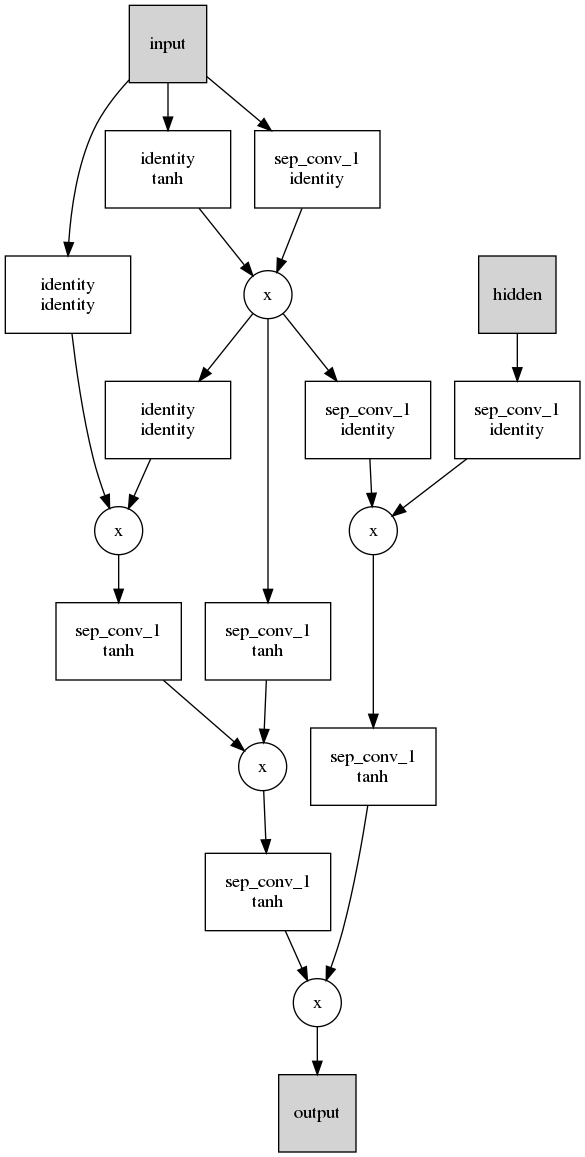 input
identity
tanh
sep_conv_1
identity
identity
identity
x
hidden
identity
identity
sep_conv_1
identity
sep_conv_1
identity
x
x
sep_conv_1
tanh
sep_conv_1
tanh
x
sep_conv_1
tanh
sep_conv_1
tanh
x
output